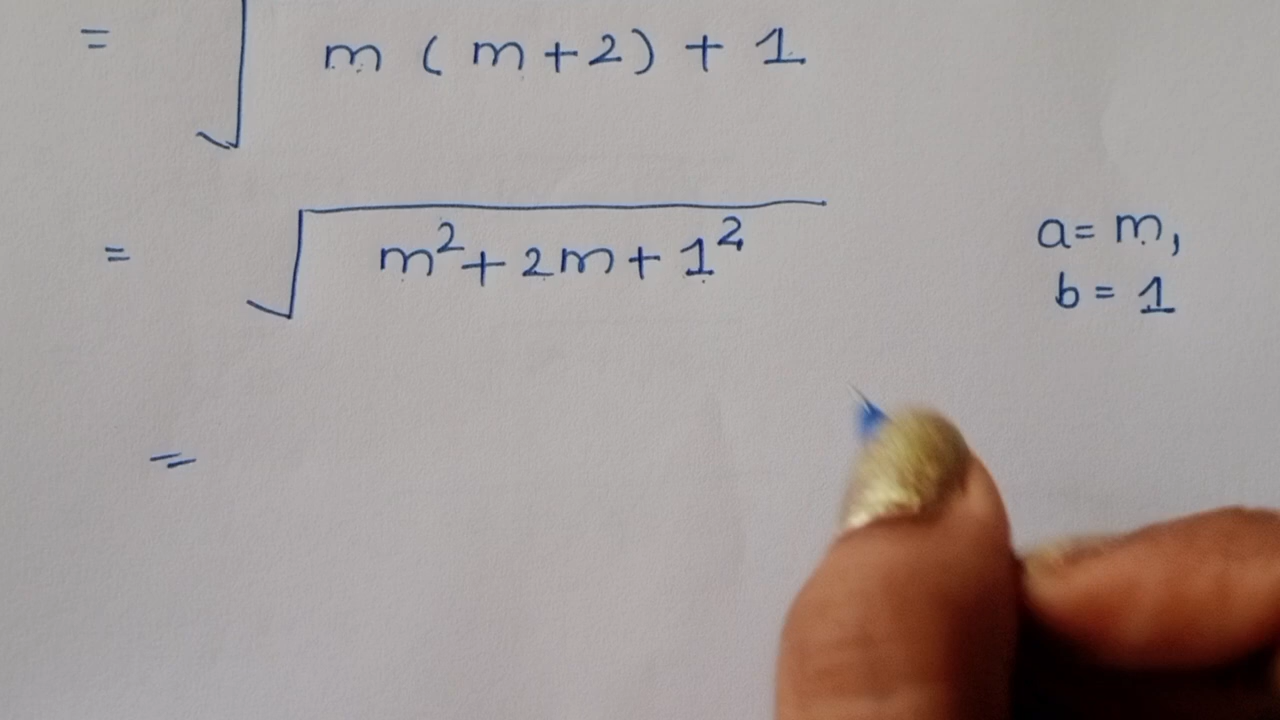 = √ m ( m + 2 ) + 1
= √ m² + 2m + 1²
a = m,
b = 1
=